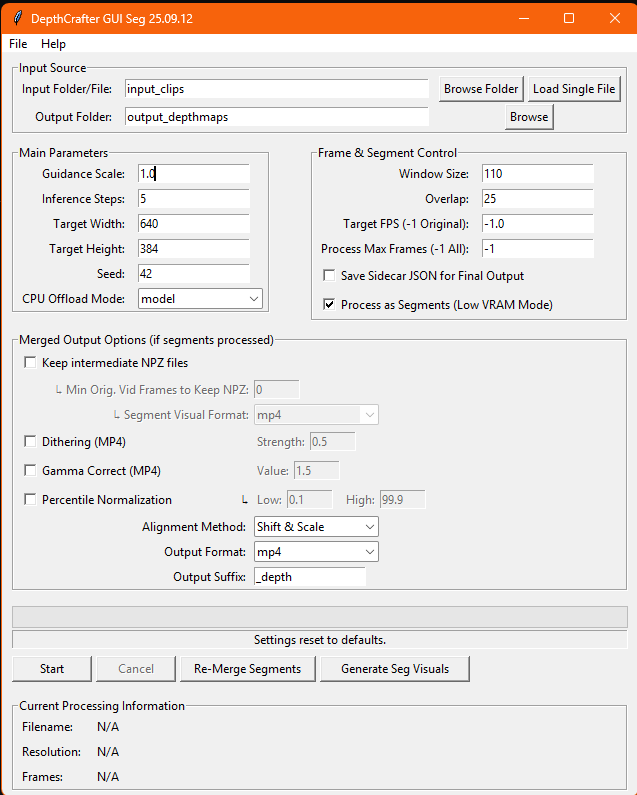 DepthCrafter GUI Seg 25.09.12
File Help
Input Source
Input Folder/File: input_clips Browse Folder Load Single File
Output Folder: output_depthmaps Browse
Main Parameters
Guidance Scale: 1.0
Inference Steps: 5
Target Width: 640
Target Height: 384
Seed: 42
CPU Offload Mode: model
Frame & Segment Control
Window Size: 110
Overlap: 25
Target FPS (-1 Original): -1.0
Process Max Frames (-1 All): -1
Save Sidecar JSON for Final Output
Process as Segments (Low VRAM Mode)
Merged Output Options (if segments processed)
Keep intermediate NPZ files
↳ Min Orig. Vid Frames to Keep NPZ: 0
↳ Segment Visual Format: mp4
Dithering (MP4) Strength: 0.5
Gamma Correct (MP4) Value: 1.5
Percentile Normalization ↳ Low: 0.1 High: 99.9
Alignment Method: Shift & Scale
Output Format: mp4
Output Suffix: _depth
Settings reset to defaults.
Start Cancel Re-Merge Segments Generate Seg Visuals
Current Processing Information
Filename: N/A
Resolution: N/A
Frames: N/A